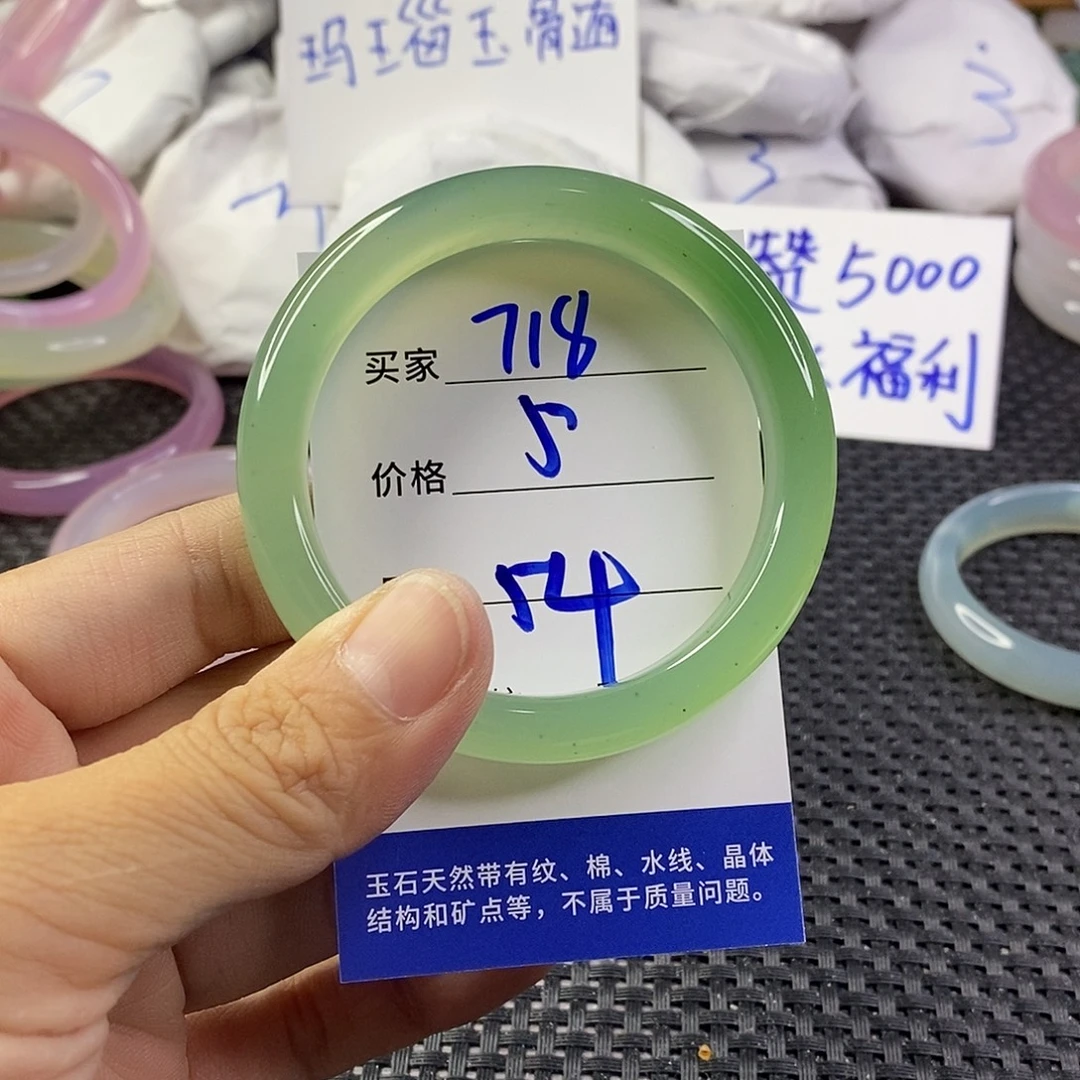 玛瑙玉骨髓
赞5000
福利
买家 718
价格 5
54
玉石天然带有纹、棉、水线、晶体
结构和矿点等，不属于质量问题。